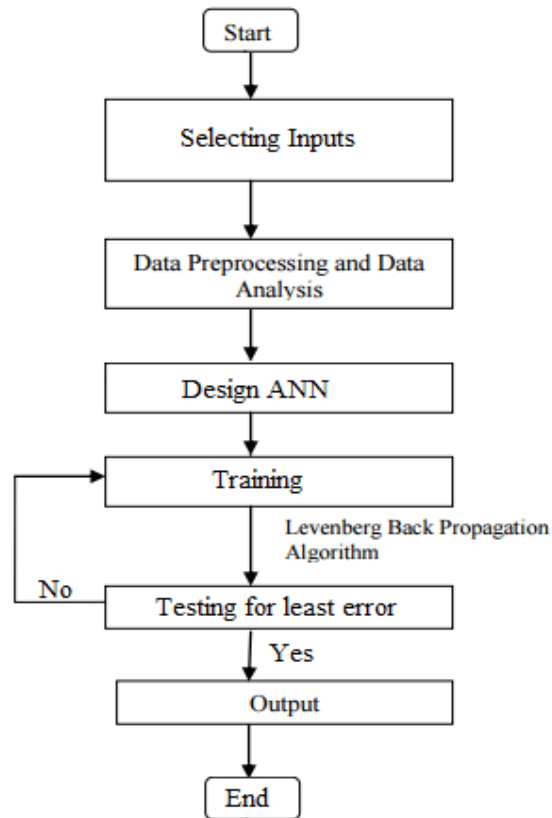 Start
Selecting Inputs
Data Preprocessing and Data
Analysis
Design ANN
Training
Levenberg Back Propagation
Algorithm
No
Testing for least error
Yes
Output
End